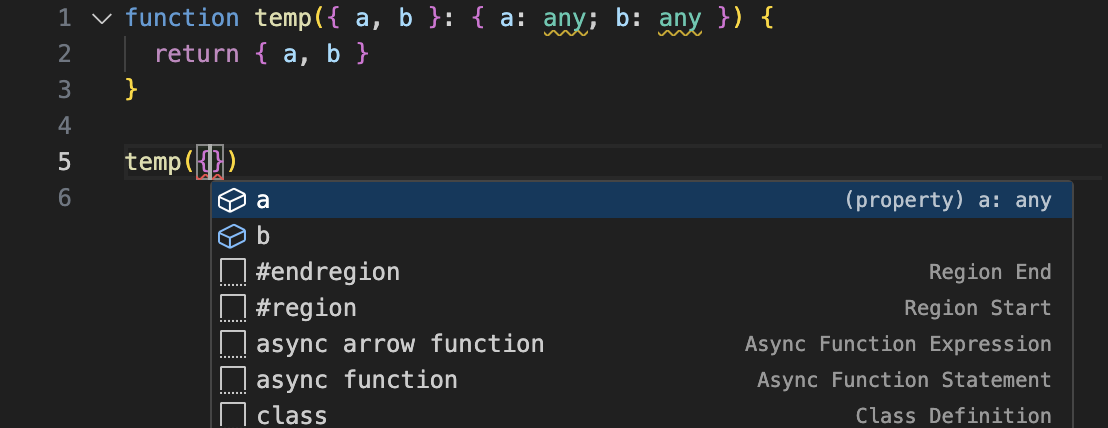 1 function temp({ a, b }: { a: any; b: any }) {
2 return { a, b }
3 }
4
5 temp({})
6
a (property) a: any
b
#endregion Region End
#region Region Start
async arrow function Async Function Expression
async function Async Function Statement
class Class Definition